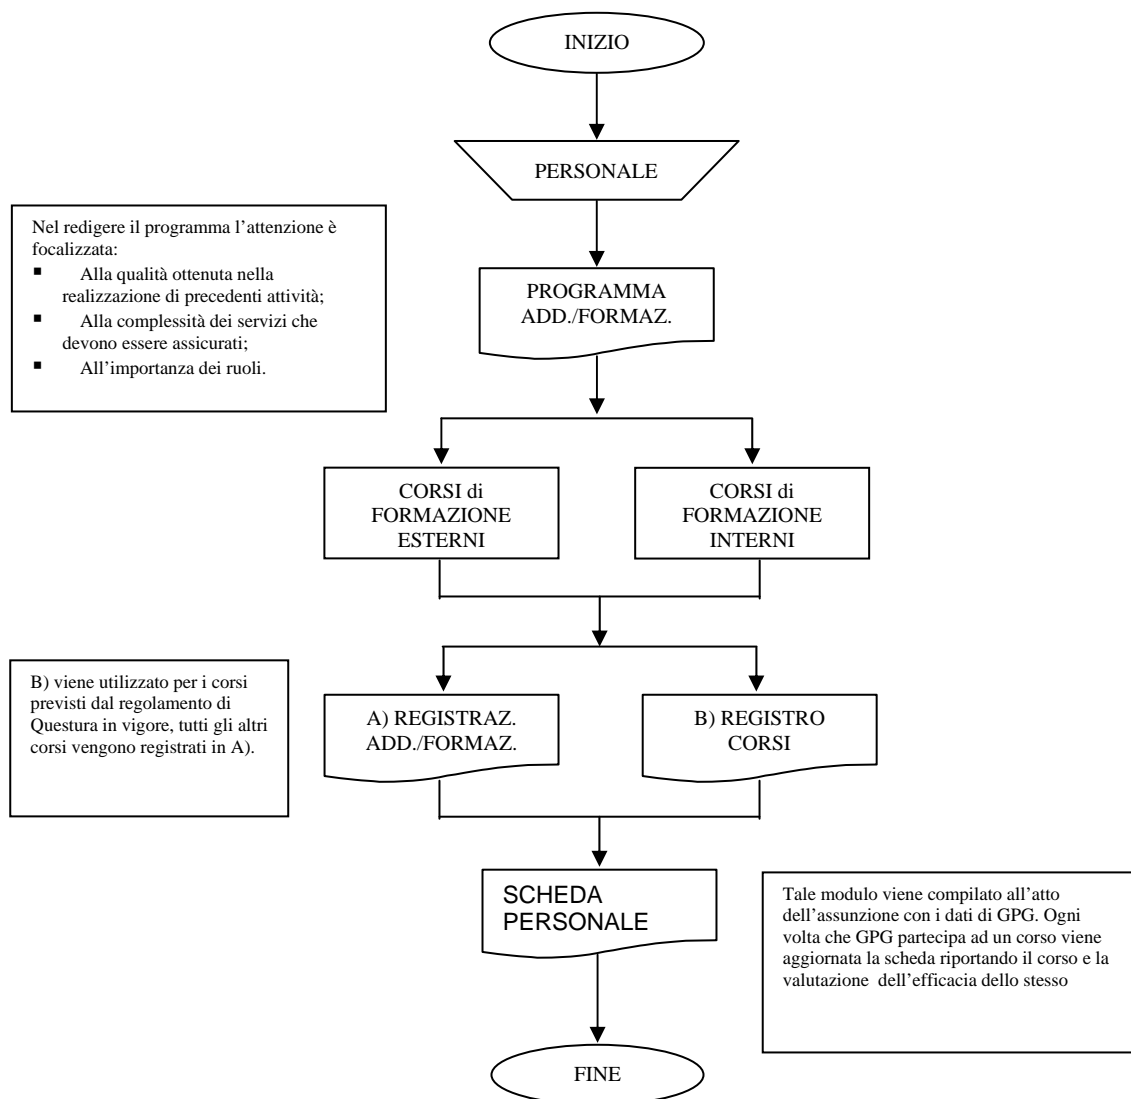 INIZIO
PERSONALE
Nel redigere il programma l'attenzione è
focalizzata:
▪ Alla qualità ottenuta nella
realizzazione di precedenti attività;
▪ Alla complessità dei servizi che
devono essere assicurati;
▪ All'importanza dei ruoli.
PROGRAMMA
ADD./FORMAZ.
CORSI di
FORMAZIONE
ESTERNI
CORSI di
FORMAZIONE
INTERNI
B) viene utilizzato per i corsi
previsti dal regolamento di
Questura in vigore, tutti gli altri
corsi vengono registrati in A).
A) REGISTRAZ.
ADD./FORMAZ.
B) REGISTRO
CORSI
SCHEDA
PERSONALE
Tale modulo viene compilato all'atto
dell'assunzione con i dati di GPG. Ogni
volta che GPG partecipa ad un corso viene
aggiornata la scheda riportando il corso e la
valutazione dell'efficacia dello stesso
FINE